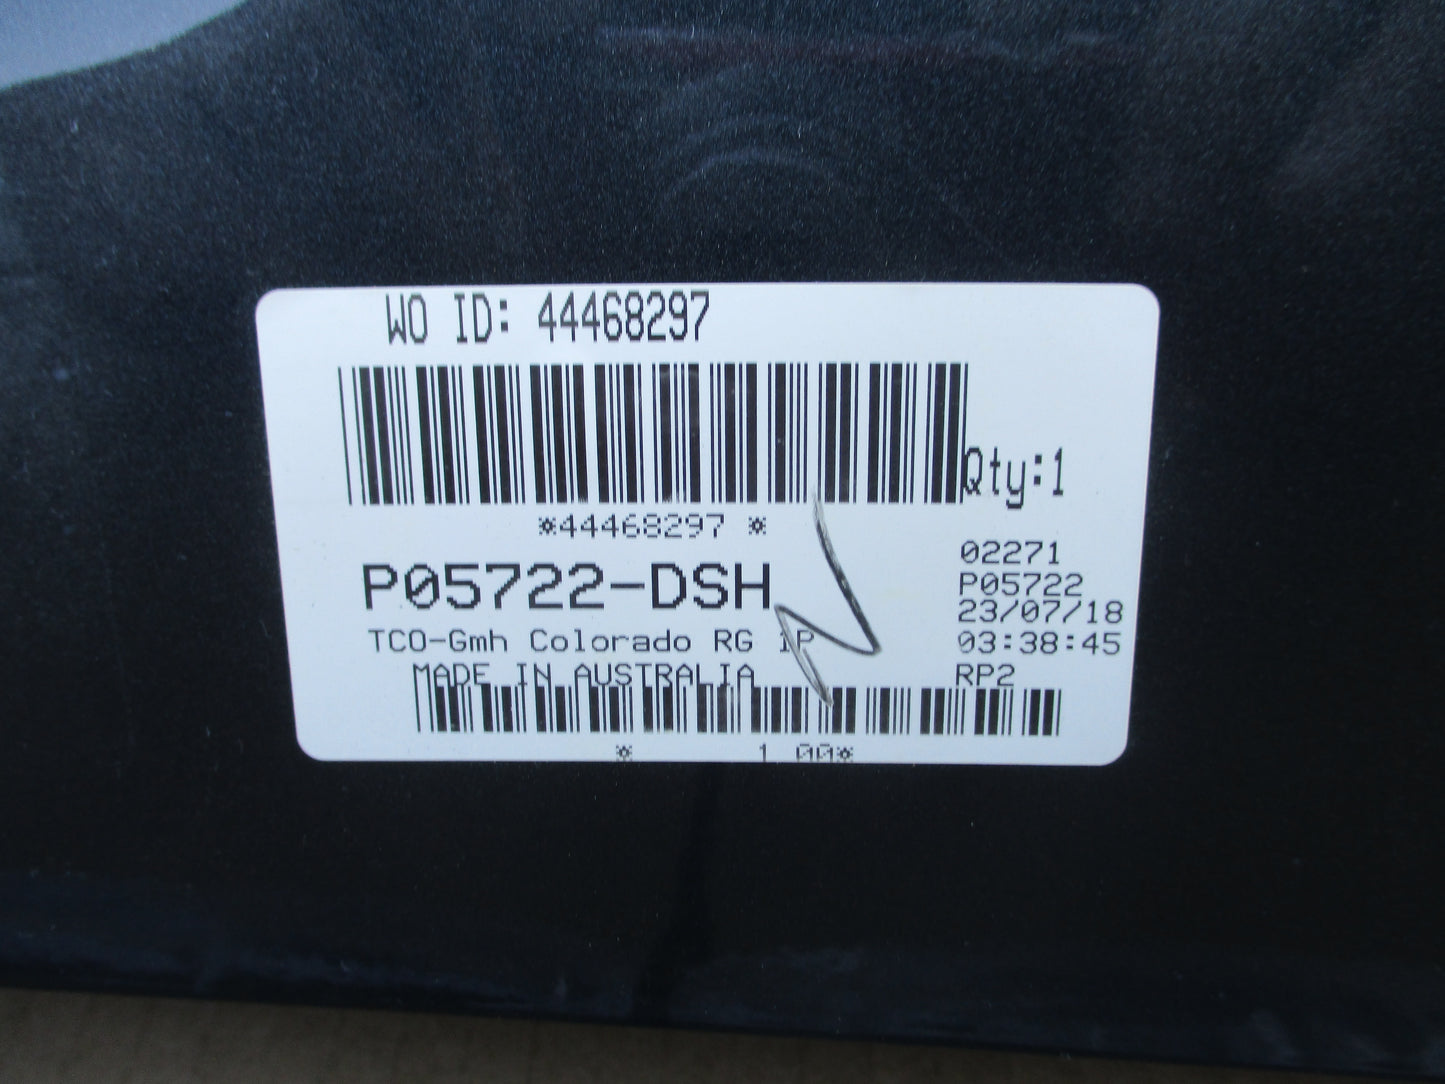 WO ID: 44468297
Qty:1
*44468297 *
P05722-DSH
TCO-Gmh Colorado RG 1P
MADE IN AUSTRALIA
02271
P05722
23/07/18
03:38:45
RP2
* 1 00*